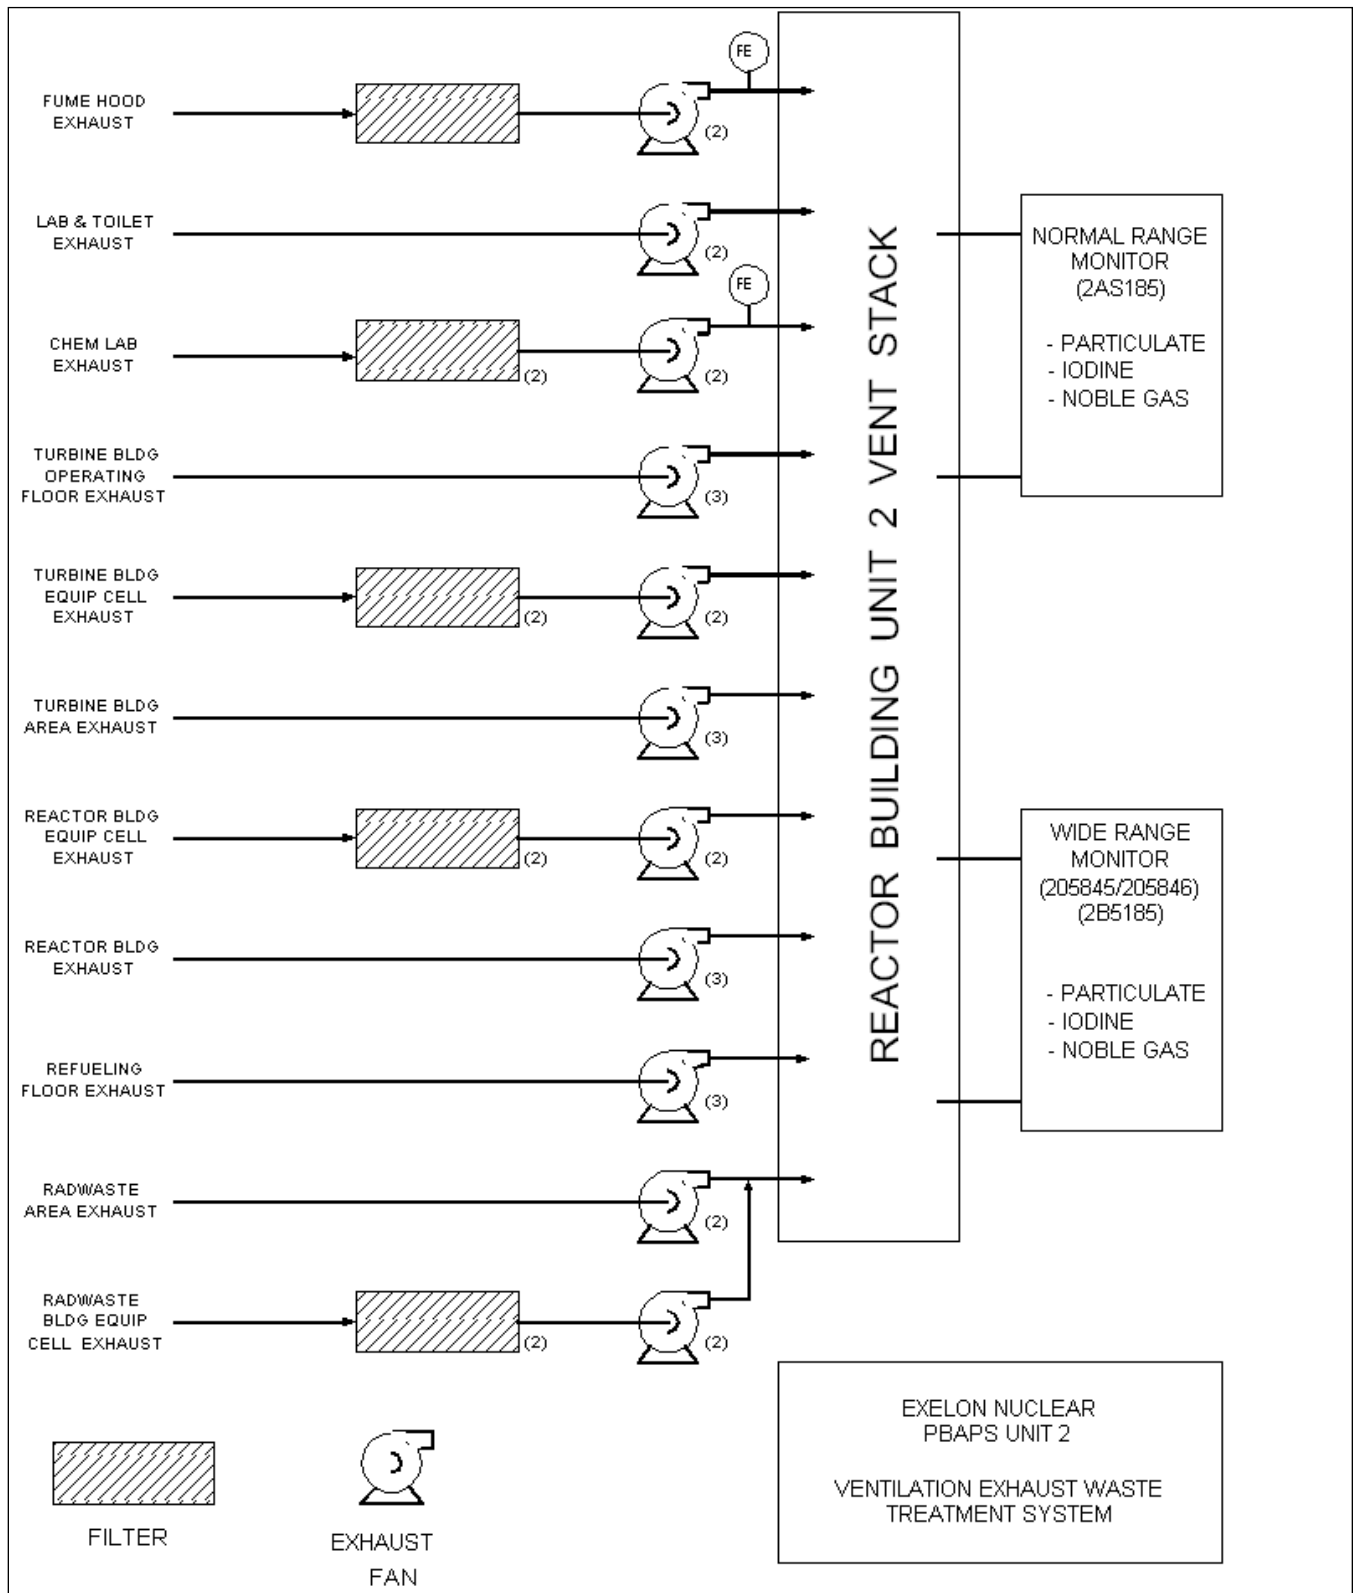 FE
FUME HOOD
EXHAUST
(2)
LAB & TOILET
EXHAUST
(2)
FE
CHEM LAB
EXHAUST
(2)
(2)
TURBINE BLDG
OPERATING
FLOOR EXHAUST
(3)
TURBINE BLDG
EQUIP CELL
EXHAUST
(2)
(2)
TURBINE BLDG
AREA EXHAUST
(3)
REACTOR BLDG
EQUIP CELL
EXHAUST
(2)
(2)
REACTOR BLDG
EXHAUST
(3)
REFUELING
FLOOR EXHAUST
(3)
RADWASTE
AREA EXHAUST
(2)
RADWASTE
BLDG EQUIP
CELL EXHAUST
(2)
(2)
REACTOR BUILDING UNIT 2 VENT STACK
NORMAL RANGE
MONITOR
(2AS185)
- PARTICULATE
- IODINE
- NOBLE GAS
WIDE RANGE
MONITOR
(205845/205846)
(2B5185)
- PARTICULATE
- IODINE
- NOBLE GAS
FILTER
EXHAUST
FAN
EXELON NUCLEAR
PBAPS UNIT 2
VENTILATION EXHAUST WASTE
TREATMENT SYSTEM